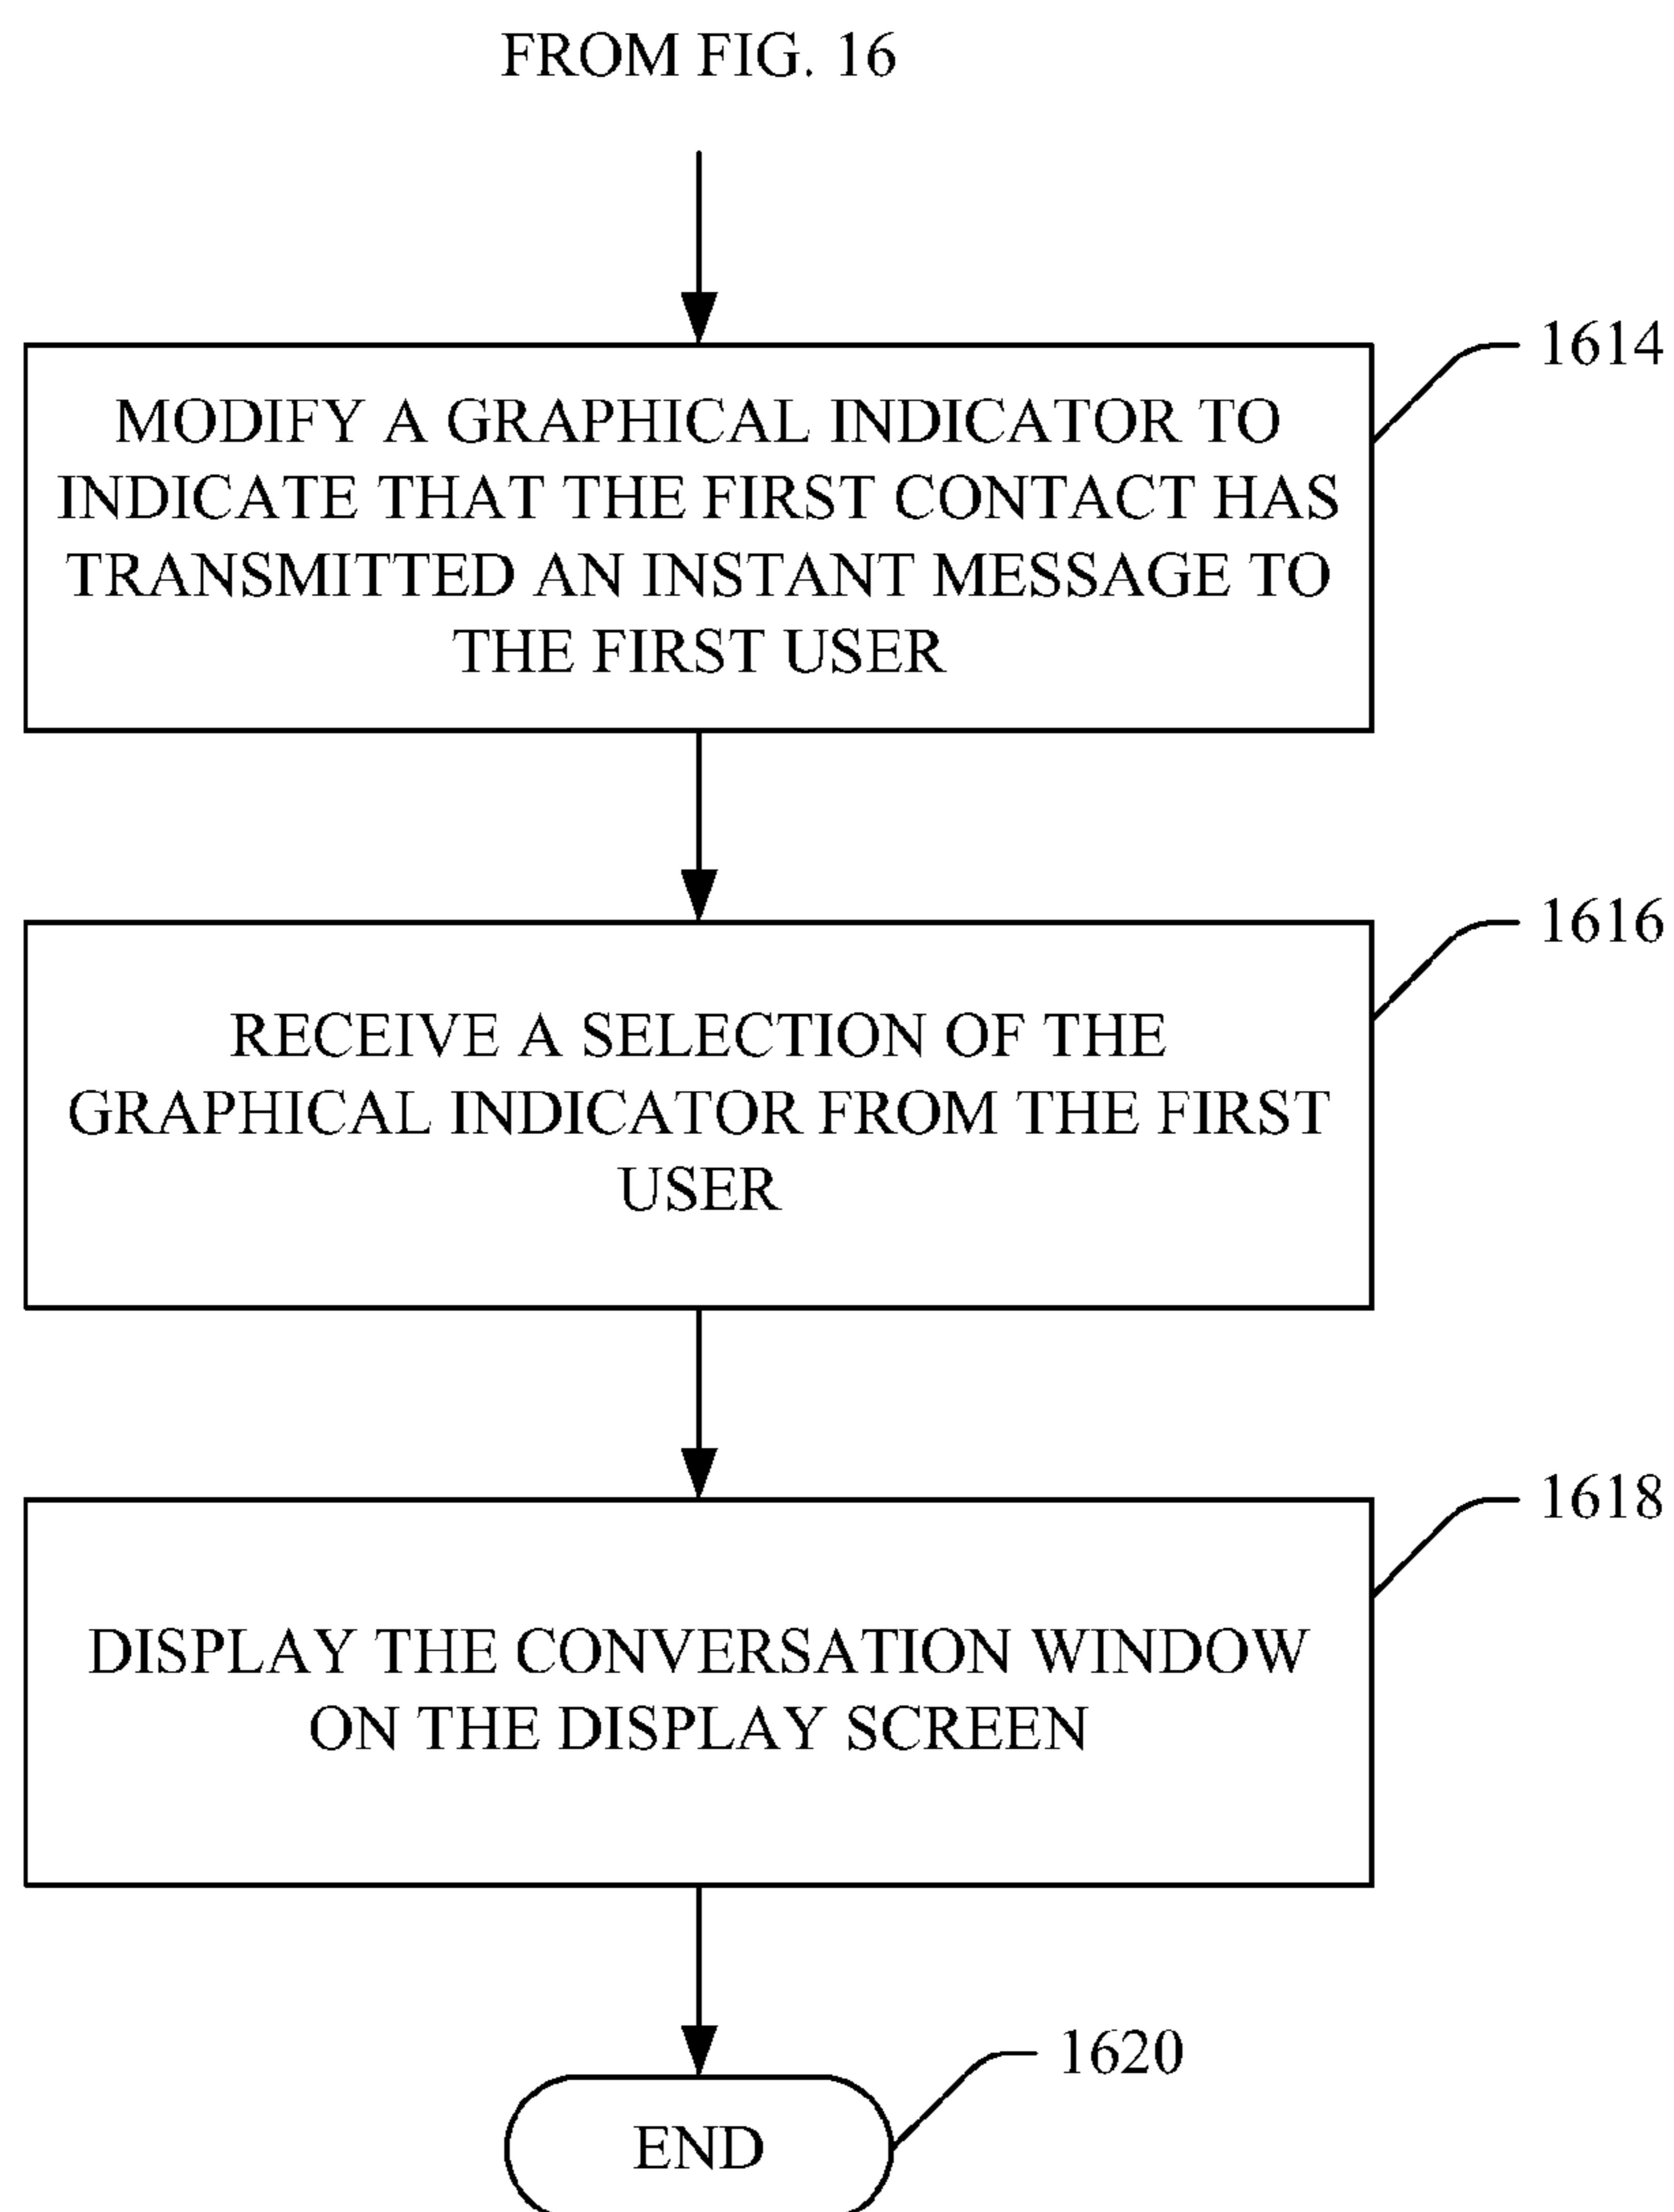 FROM FIG. 16
1614
MODIFY A GRAPHICAL INDICATOR TO
INDICATE THAT THE FIRST CONTACT HAS
TRANSMITTED AN INSTANT MESSAGE TO
THE FIRST USER
1616
RECEIVE A SELECTION OF THE
GRAPHICAL INDICATOR FROM THE FIRST
USER
1618
DISPLAY THE CONVERSATION WINDOW
ON THE DISPLAY SCREEN
1620
END